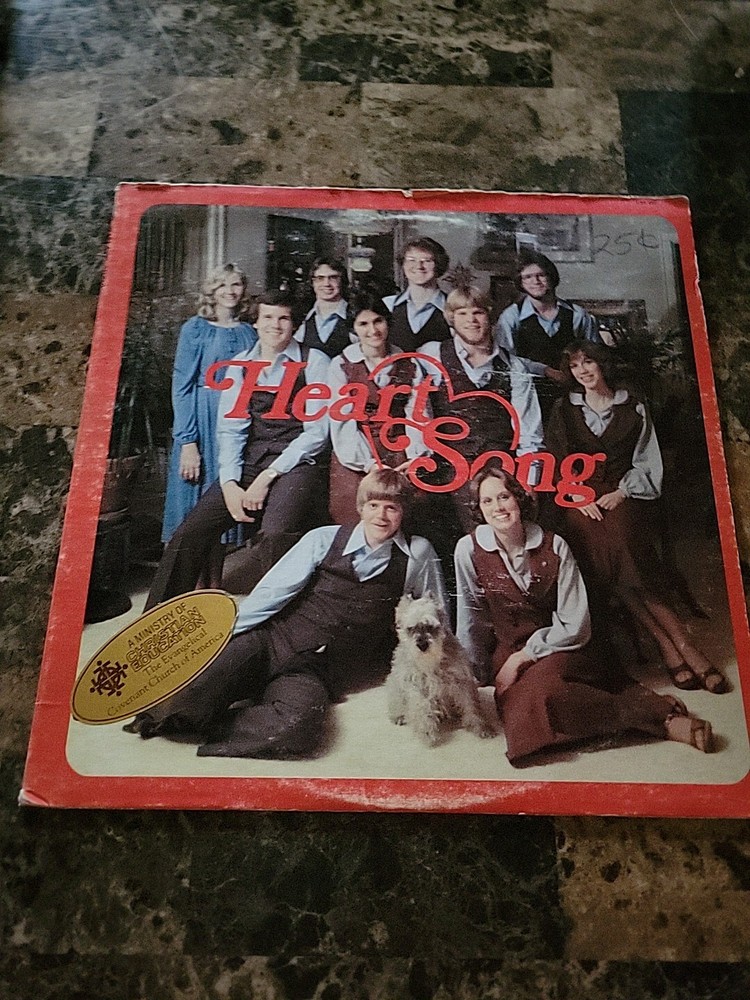 25¢
Heart
Song
A MINISTRY OF
CHRISTIAN
EDUCATION
The Evangelical
Covenant Church of America